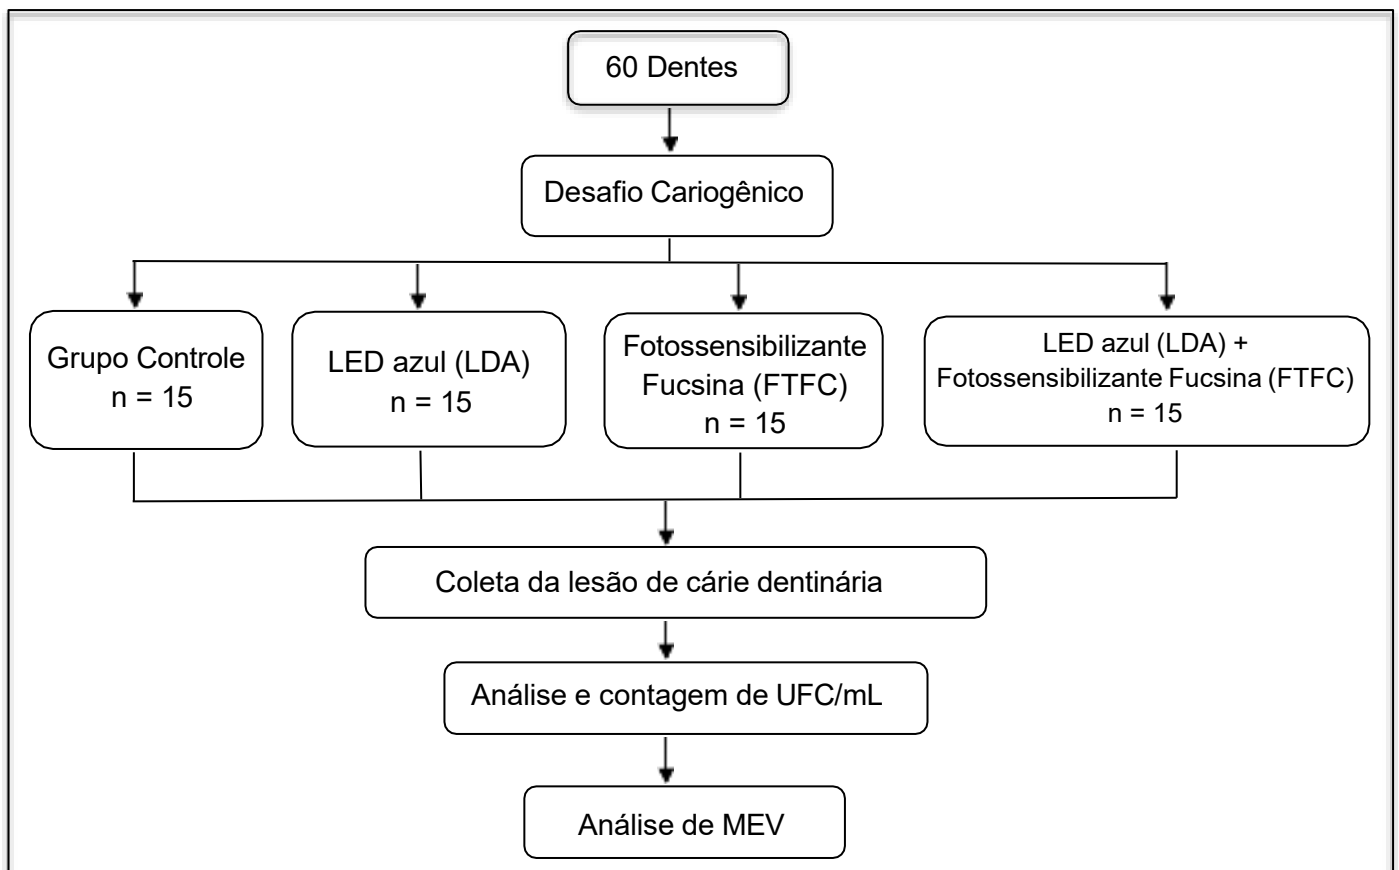 60 Dentes
Desafio Cariogênico
Grupo Controle
n = 15
LED azul (LDA)
n = 15
Fotossensibilizante
Fucsina (FTFC)
n = 15
LED azul (LDA) +
Fotossensibilizante Fucsina (FTFC)
n = 15
Coleta da lesão de cárie dentinária
Análise e contagem de UFC/mL
Análise de MEV